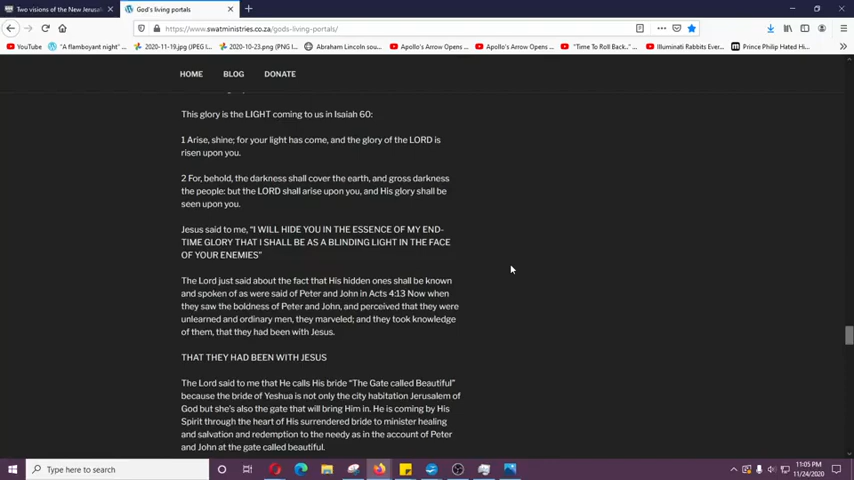 Two visions of the New Jerusal
God's living portals
https://www.swatministries.co.za/gods-living-portals/
YouTube
"A flamboyant night"
2020-11-19.jpg (JPEG I
2020-10-23.png (PNG I
Abraham Lincoln sou
Apollo's Arrow Opens
Apollo's Arrow Opens
"Time To Roll Back."
Illuminati Rabbits Ever
Prince Philip Hated Hi
HOME BLOG DONATE
This glory is the LIGHT coming to us in Isaiah 60:
1 Arise, shine; for your light has come, and the glory of the LORD is
risen upon you.
2 For, behold, the darkness shall cover the earth, and gross darkness
the people: but the LORD shall arise upon you, and His glory shall be
seen upon you.
Jesus said to me, "I WILL HIDE YOU IN THE ESSENCE OF MY END-
TIME GLORY THAT I SHALL BE AS A BLINDING LIGHT IN THE FACE
OF YOUR ENEMIES"
The Lord just said about the fact that His hidden ones shall be known
and spoken of as were said of Peter and John in Acts 4:13 Now when
they saw the boldness of Peter and John, and perceived that they were
unlearned and ordinary men, they marveled; and they took knowledge
of them, that they had been with Jesus.
THAT THEY HAD BEEN WITH JESUS
The Lord said to me that He calls His bride "The Gate called Beautiful"
because the bride of Yeshua is not only the city habitation Jerusalem of
God but she's also the gate that will bring Him in. He is coming by His
Spirit through the heart of His surrendered bride to minister healing
and salvation and redemption to the needy as in the account of Peter
and John at the gate called beautiful.
Type here to search
11:05 PM
11/24/2020